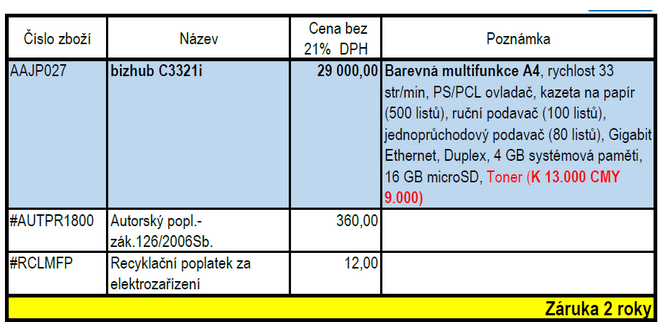 Číslo zboží Název Cena bez 21% DPH Poznámka
AAJP027 bizhub C3321i 29 000,00 Barevná multifunkce A4, rychlost 33
str/min, PS/PCL ovladač, kazeta na papír
(500 listů), ruční podavač (100 listů),
jednoprůchodový podavač (80 listů), Gigabit
Ethernet, Duplex, 4 GB systémová paměti,
16 GB microSD, Toner (K 13.000 CMY
9.000)
#AUTPR1800 Autorský popl.- 360,00
zák.126/2006Sb.
#RCLMFP Recyklační poplatek za 12,00
elektrozařízení
Záruka 2 roky